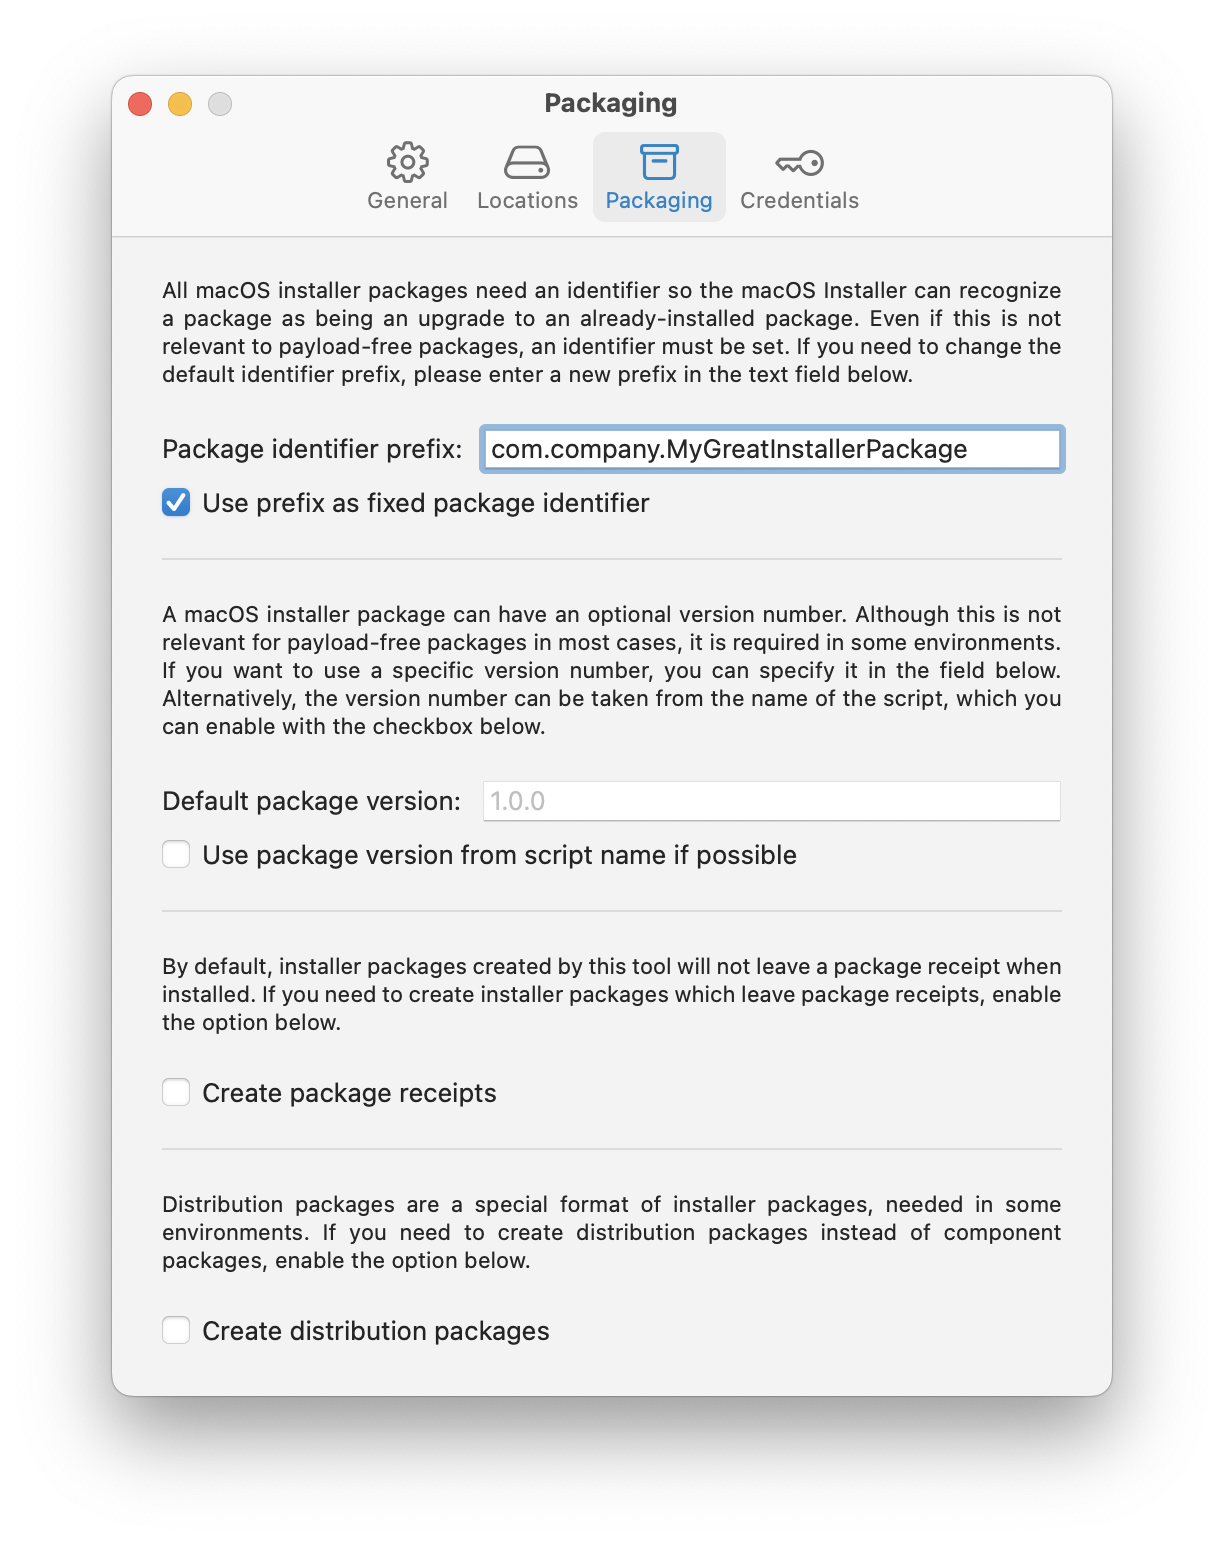 Packaging
General
Locations
Packaging
Credentials
All macOS installer packages need an identifier so the macOS Installer can recognize
a package as being an upgrade to an already-installed package. Even if this is not
relevant to payload-free packages, an identifier must be set. If you need to change the
default identifier prefix, please enter a new prefix in the text field below.
Package identifier prefix: com.company.MyGreatInstallerPackage
Use prefix as fixed package identifier
A macOS installer package can have an optional version number. Although this is not
relevant for payload-free packages in most cases, it is required in some environments.
If you want to use a specific version number, you can specify it in the field below.
Alternatively, the version number can be taken from the name of the script, which you
can enable with the checkbox below.
Default package version: 1.0.0
Use package version from script name if possible
By default, installer packages created by this tool will not leave a package receipt when
installed. If you need to create installer packages which leave package receipts, enable
the option below.
Create package receipts
Distribution packages are a special format of installer packages, needed in some
environments. If you need to create distribution packages instead of component
packages, enable the option below.
Create distribution packages